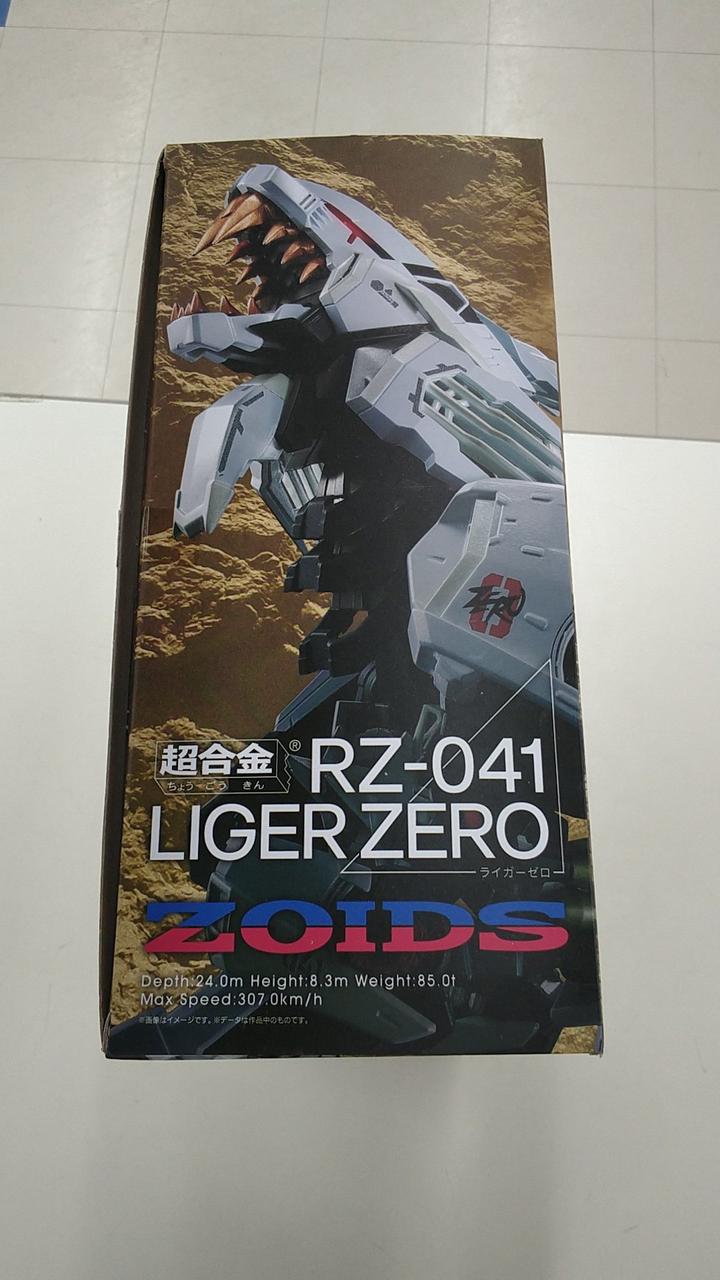 ZERO
超合金® RZ-041
ちょう ごう きん
LIGER ZERO
ライガーゼロ
ZOIDS
Depth:24.0m Height:8.3m Weight:85.0t
Max Speed:307.0km/h
※画像はイメージです。※データは作品中のものです。